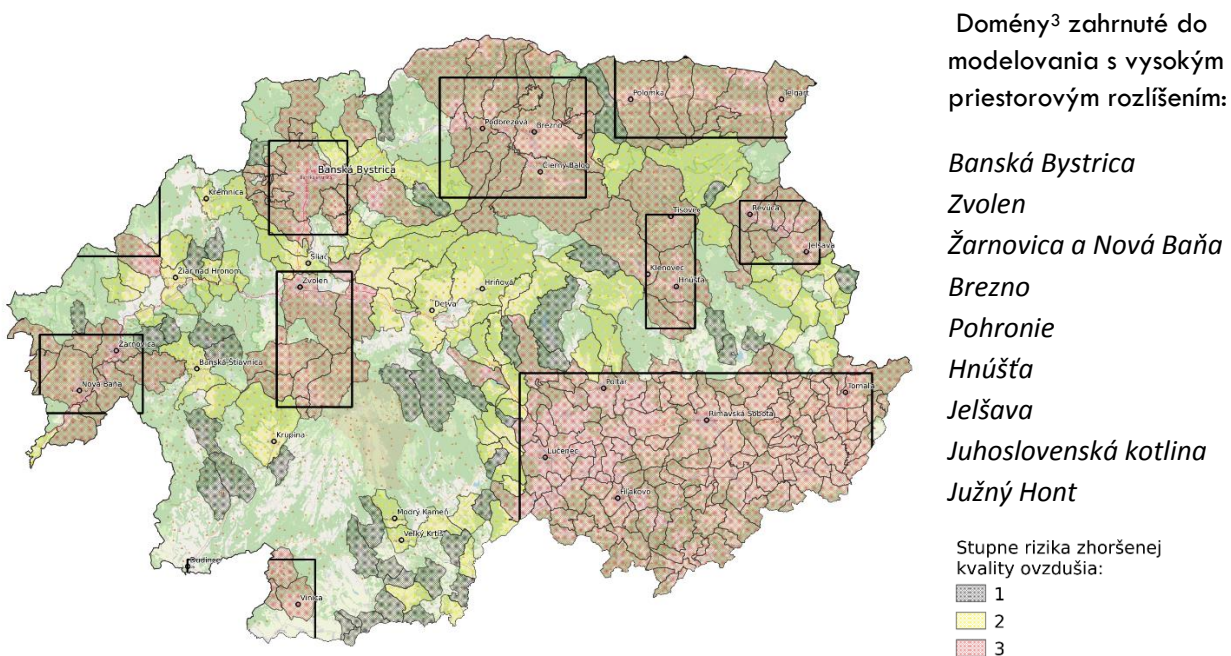 Domény³ zahrnuté do
modelovania s vysokým
priestorovým rozlíšením:
Banská Bystrica
Zvolen
Žarnovica a Nová Baňa
Brezno
Pohronie
Hnúšťa
Jelšava
Juhoslovenská kotlina
Južný Hont
Stupne rizika zhoršenej
kvality ovzdušia:
1
2
3
Polomka
Telgárt
Podbrezová
Brezno
Čierny Balog
Banská Bystrica
Kremnica
Tisovec
Revúca
Jelšava
Sliač
Žiar nad Hronom
Zvolen
Klenovec
Hnúšťa
Hriňová
Detva
Žarnovica
Banská Štiavnica
Nová Baňa
Poltár
Tornaľa
Rimavská Sobota
Krupina
Lučenec
Fiľakovo
Modrý Kameň
Veľký Krtíš
Dudince
Vinica